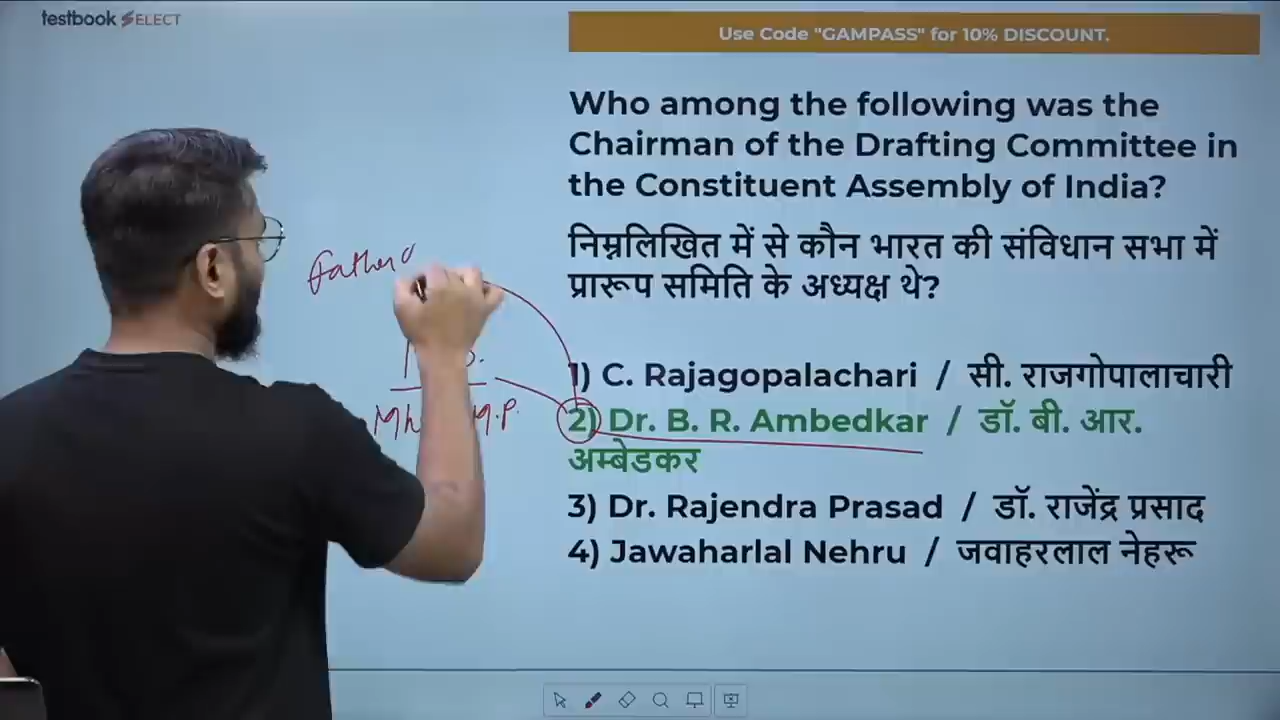 testbook SELECT
Use Code "GAMPASS" for 10% DISCOUNT.
Who among the following was the
Chairman of the Drafting Committee in
the Constituent Assembly of India?
निम्नलिखित में से कौन भारत की संविधान सभा में
प्रारूप समिति के अध्यक्ष थे?
Father
1) C. Rajagopalachari / सी. राजगोपालाचारी
2) Dr. B. R. Ambedkar / डॉ. बी. आर.
अम्बेडकर
M.P.
3) Dr. Rajendra Prasad / डॉ. राजेंद्र प्रसाद
4) Jawaharlal Nehru / जवाहरलाल नेहरू